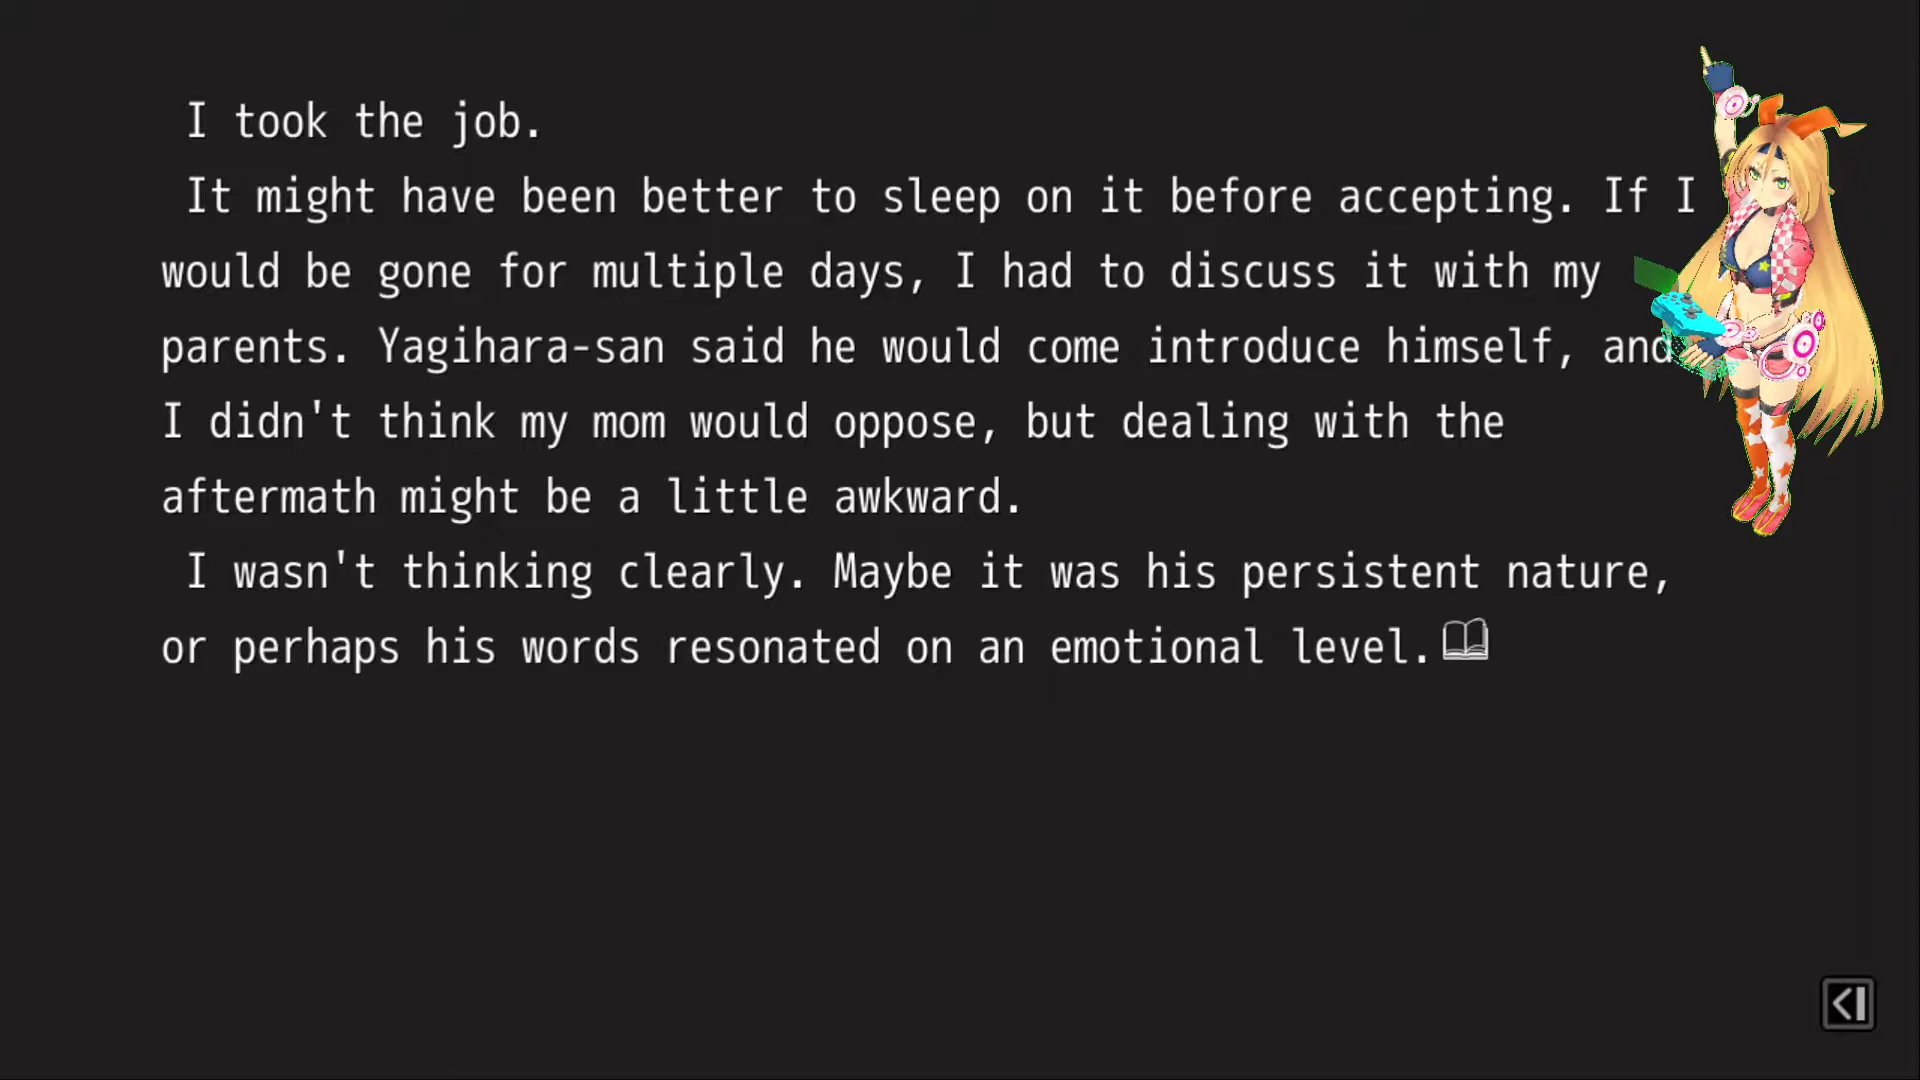 I took the job.
It might have been better to sleep on it before accepting. If I
would be gone for multiple days, I had to discuss it with my
parents. Yagihara-san said he would come introduce himself, and
I didn't think my mom would oppose, but dealing with the
aftermath might be a little awkward.
I wasn't thinking clearly. Maybe it was his persistent nature,
or perhaps his words resonated on an emotional level.